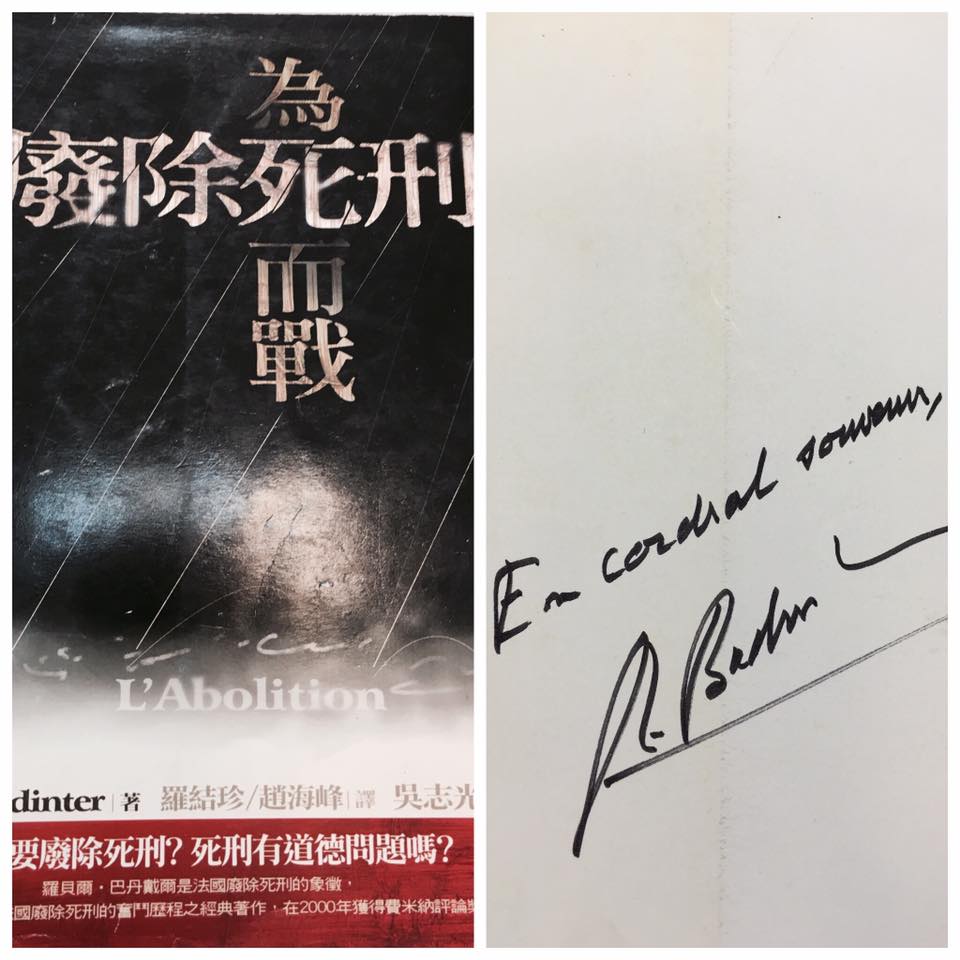 為
廢除死刑
而
戰
L'Abolition
dinter 著 羅結珍/趙海峰 譯 吳志光
要廢除死刑?死刑有道德問題嗎?
羅貝爾·巴丹戴爾是法國廢除死刑的象徵,
國廢除死刑的奮鬥歷程之經典著作,在2000年獲得費米納評論獎
En cordial souvenir,
R. Badin